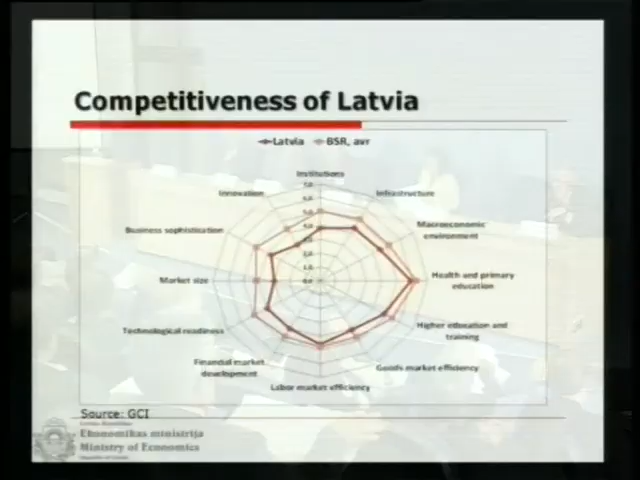 Competitiveness of Latvia
Latvia BSR, avr
Institutions
Innovation
Infrastructure
Business sophistication
Macroeconomic
environment
Market size
Health and primary
education
Technological readiness
Higher education and
training
Financial market
development
Goods market efficiency
Labor market efficiency
Source: GCI
Ekonomikas ministrija
Ministry of Economics